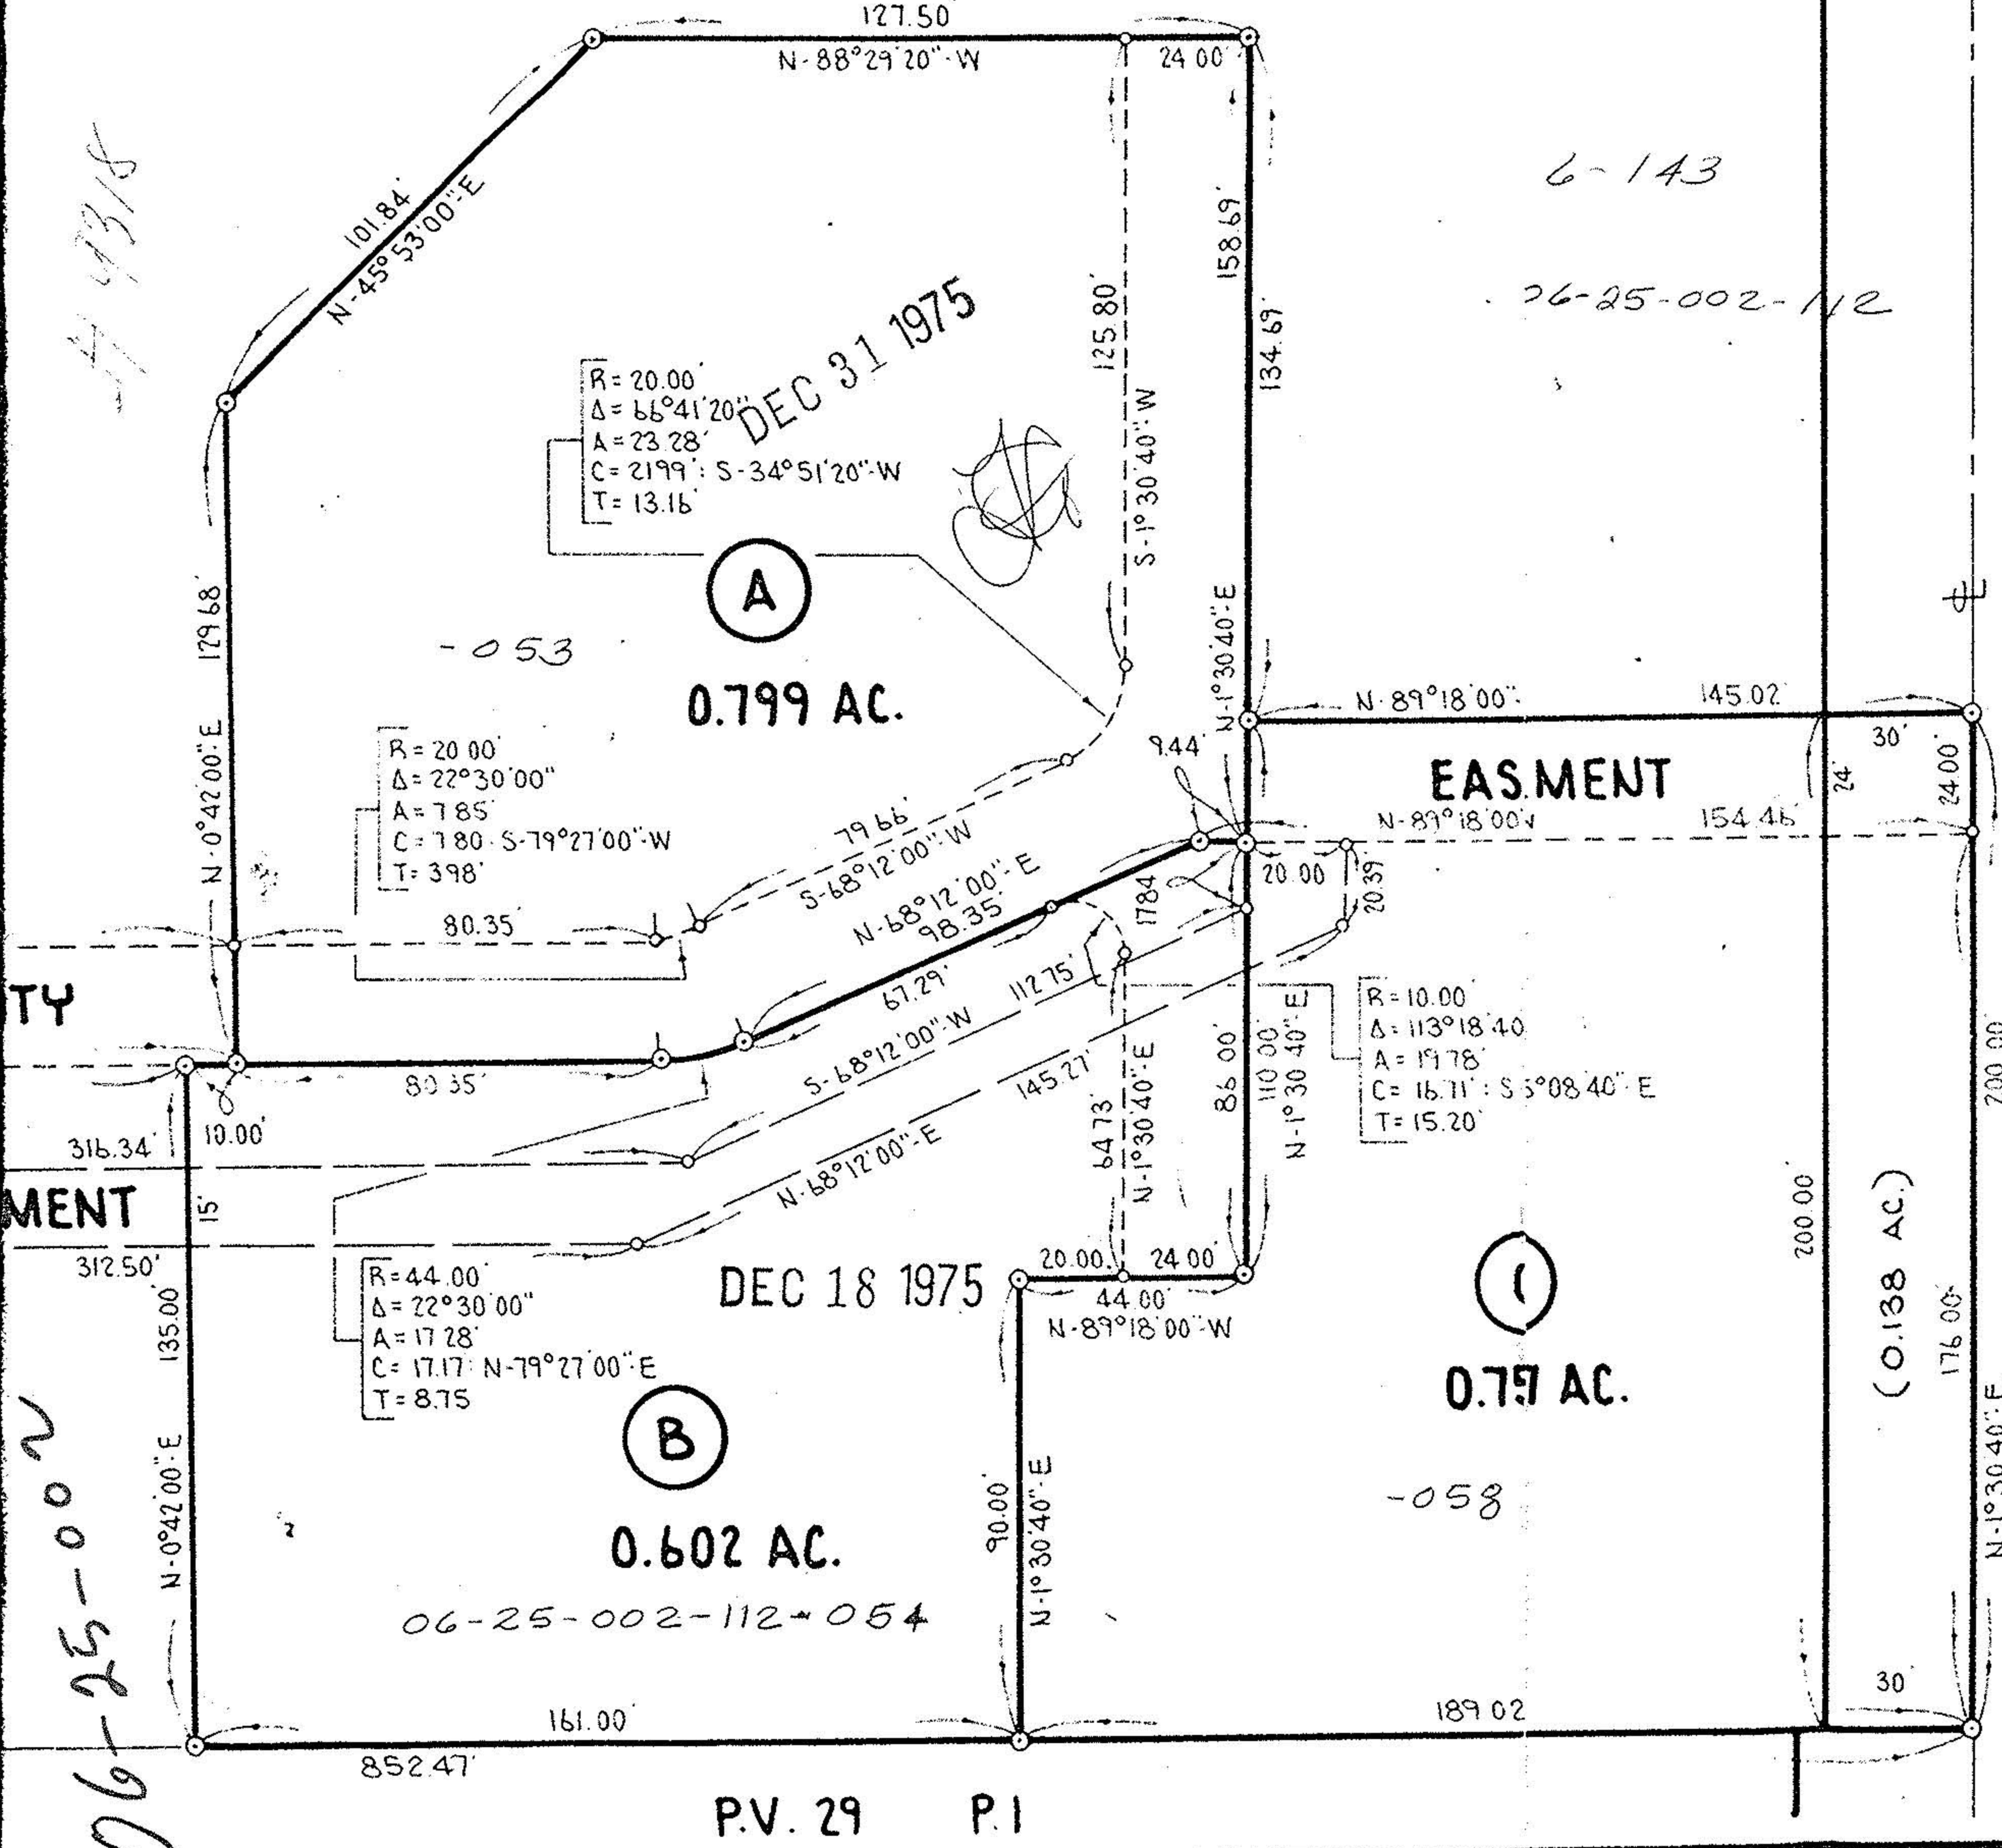 127.50
N-88°29'20"-W
24.00'
101.84'
N-45°53'00"-E
6-143
158.69'
134.69'
125.80'
S-1°30'40"-W
DEC 31 1975
R=20.00'
Δ=66°41'20"
A=23.28'
C=21.99': S-34°51'20"-W
T=13.16'
A
-053
0.799 AC.
129.68'
N-0°42'00"-E
N-1°30'40"-E
N-89°18'00"-
145.02'
30'
EAS.MENT
9.44'
24'
24.00'
N-89°18'00"
154.46'
R=20.00'
Δ=22°30'00"
A=7.85'
C=7.80: S-79°27'00"-W
T=3.98'
79.66'
S-68°12'00"-W
N-68°12'00"-E
98.35'
17.84
20.00
20.39
80.35'
67.29'
112.75'
TY
S-68°12'00"-W
R=10.00'
Δ=113°18'40
A=19.78'
C=16.71': S-5°08'40"-E
T=15.20'
80.35'
10.00'
145.27'
N-68°12'00"-E
64.73'
N-1°30'40"-E
86.00'
110.00'
N-1°30'40"-E
200.00
316.34'
MENT
15'
312.50'
R=44.00'
Δ=22°30'00"
A=17.28'
C=17.17: N-79°27'00"-E
T=8.75
DEC 18 1975
20.00'
24.00'
44.00'
N-89°18'00"-W
1
200.00
(0.138 AC.)
176.00
135.00'
N-0°42'00"-E
B
0.602 AC.
90.00'
N-1°30'40"-E
-058
N-1°30'40"-E
06-25-002-112-054
06-25-002
161.00'
189.02
30'
852.47'
P.V. 29 P.1